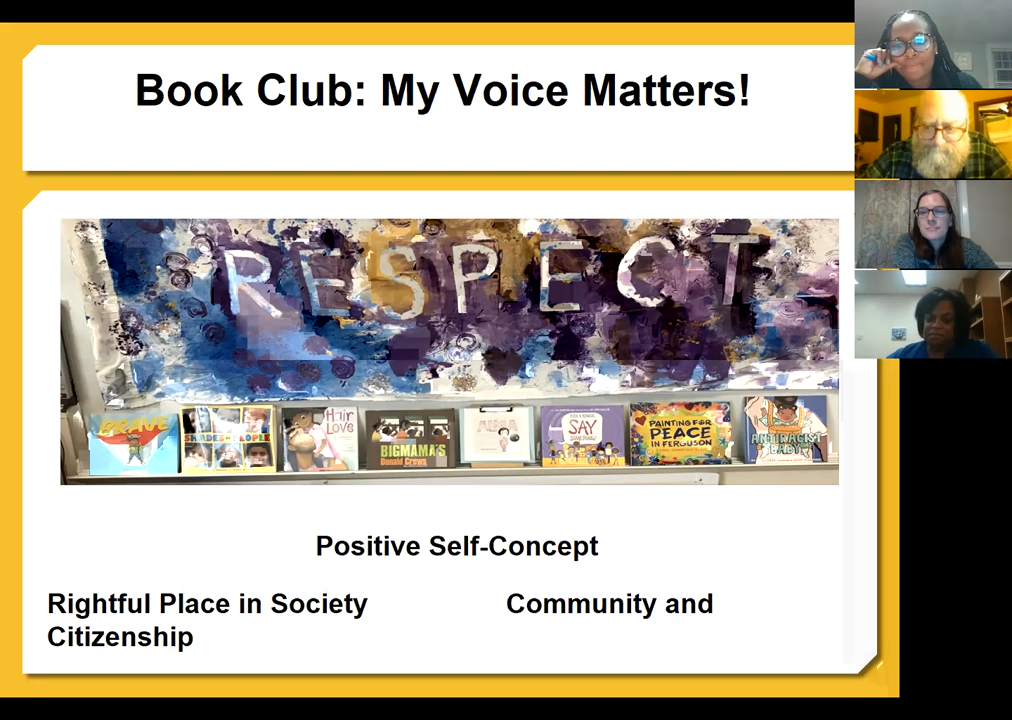 Book Club: My Voice Matters!
RESPECT
BRAVE
SHADES OF PEOPLE
Hair
LOVE
BIGMAMA'S
Donald Crews
SAY
PAINTING FOR
PEACE
IN FERGUSON
ANTIRACIST
BABY
Positive Self-Concept
Rightful Place in Society Community and
Citizenship